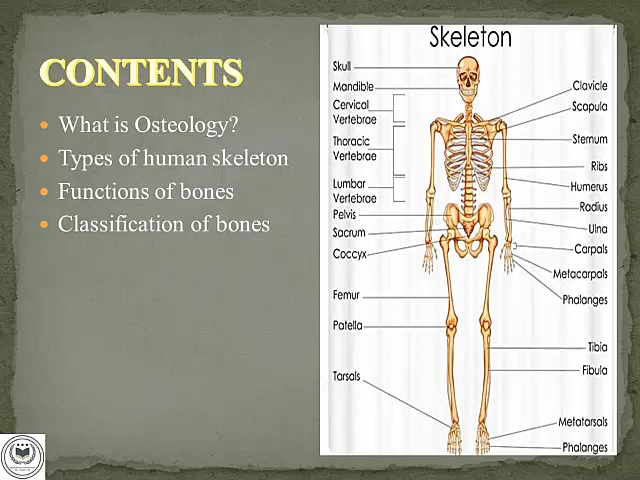 CONTENTS
What is Osteology?
Types of human skeleton
Functions of bones
Classification of bones
Skeleton
Skull
Mandible
Cervical
Vertebrae
Thoracic
Vertebrae
Lumbar
Vertebrae
Pelvis
Sacrum
Coccyx
Femur
Patella
Tarsals
Clavicle
Scapula
Sternum
Ribs
Humerus
Radius
Ulna
Carpals
Metacarpals
Phalanges
Tibia
Fibula
Metatarsals
Phalanges